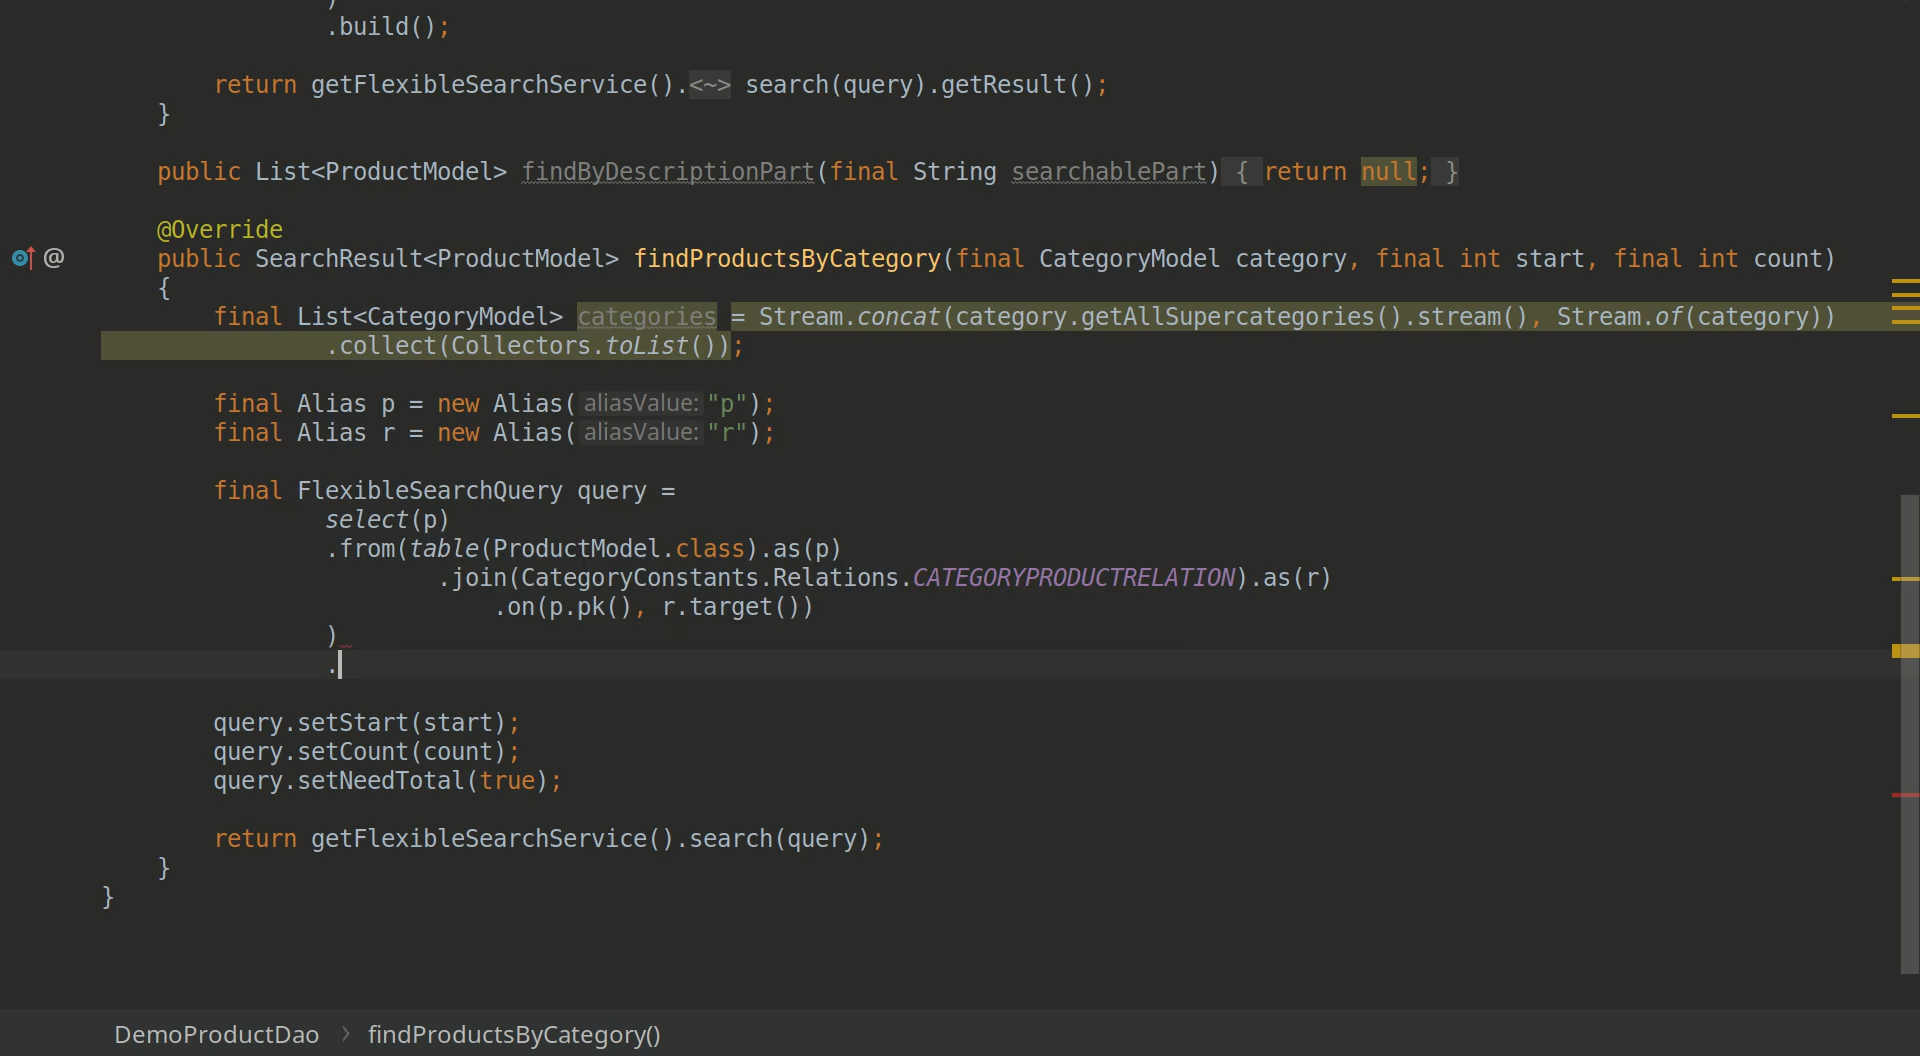 )
.build();
return getFlexibleSearchService().<~> search(query).getResult();
}
public List<ProductModel> findByDescriptionPart(final String searchablePart) { return null; }
@Override
@ public SearchResult<ProductModel> findProductsByCategory(final CategoryModel category, final int start, final int count)
{
final List<CategoryModel> categories = Stream.concat(category.getAllSupercategories().stream(), Stream.of(category))
.collect(Collectors.toList());
final Alias p = new Alias( aliasValue: "p");
final Alias r = new Alias( aliasValue: "r");
final FlexibleSearchQuery query =
select(p)
.from(table(ProductModel.class).as(p)
.join(CategoryConstants.Relations.CATEGORYPRODUCTRELATION).as(r)
.on(p.pk(), r.target())
)
.
query.setStart(start);
query.setCount(count);
query.setNeedTotal(true);
return getFlexibleSearchService().search(query);
}
}
DemoProductDao > findProductsByCategory()